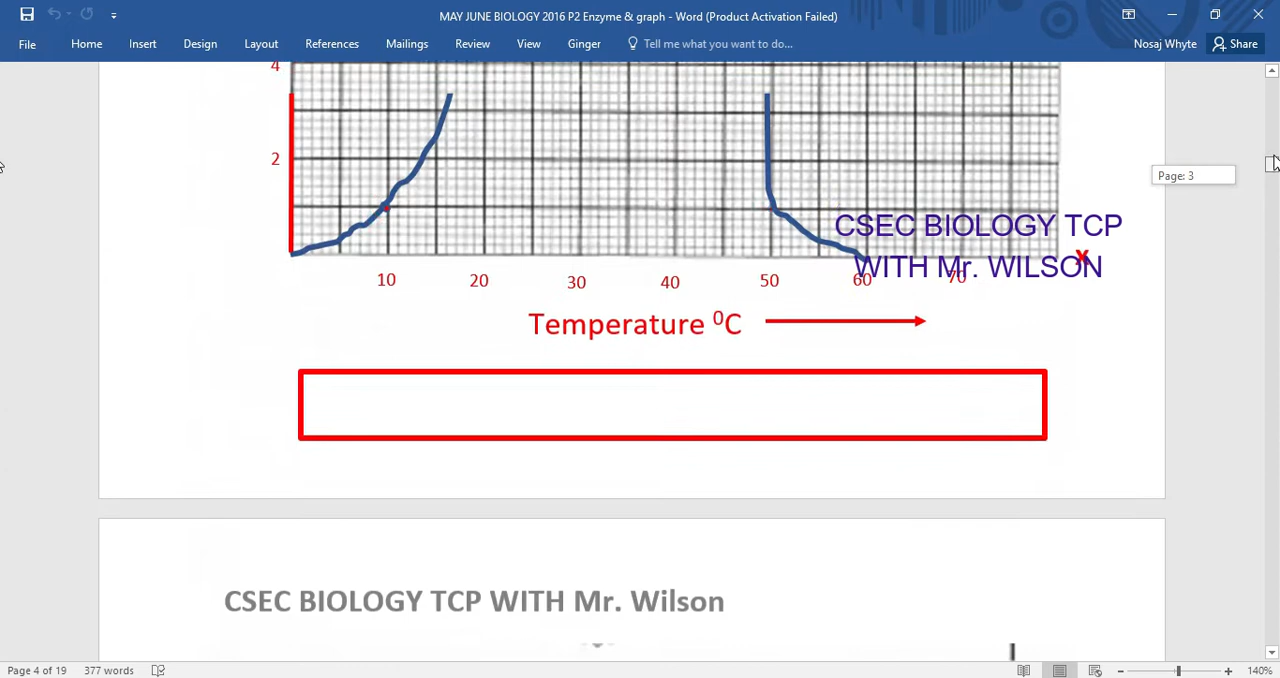 MAY JUNE BIOLOGY 2016 P2 Enzyme & graph - Word (Product Activation Failed)
File Home Insert Design Layout References Mailings Review View Ginger Tell me what you want to do... Nosaj Whyte Share
4
2
Page: 3
CSEC BIOLOGY TCP
WITH Mr. WILSON
X
10 20 30 40 50 60 70
Temperature ⁰C
CSEC BIOLOGY TCP WITH Mr. Wilson
Page 4 of 19 377 words 140%